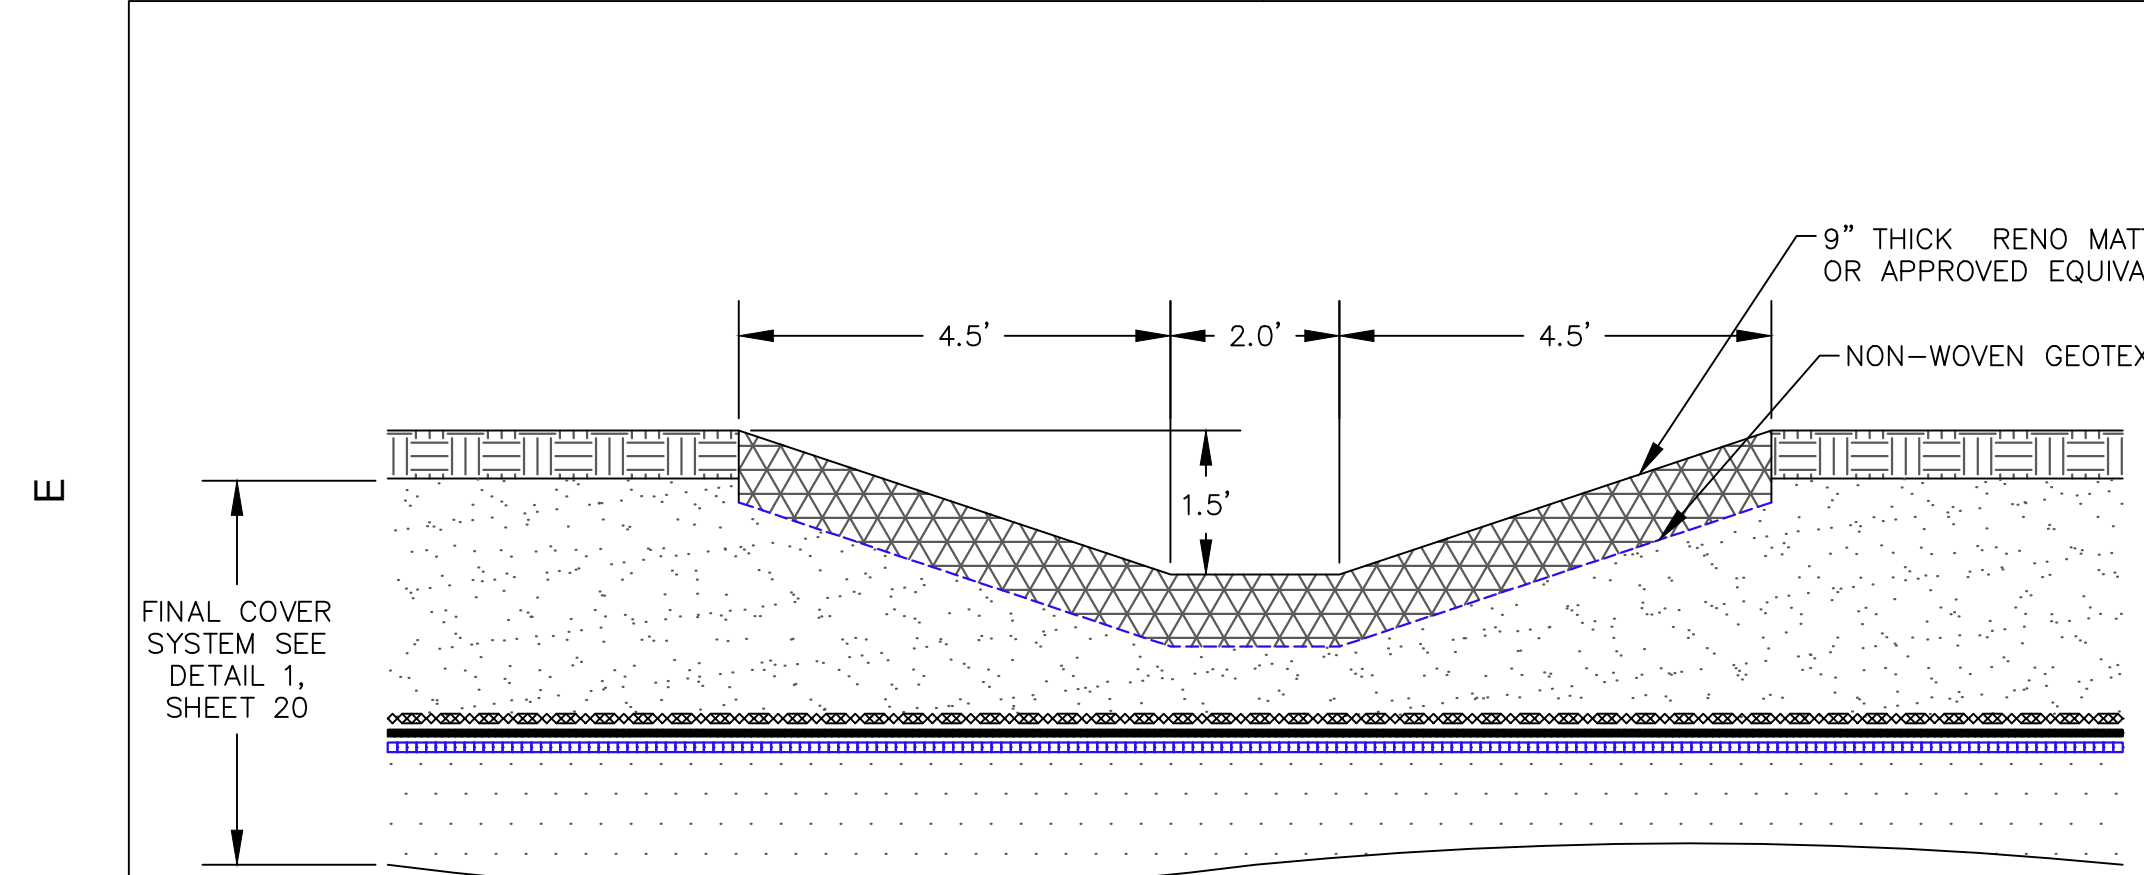 9” THICK RENO MATT
OR APPROVED EQUIVA
4.5’ 2.0’ 4.5’
NON-WOVEN GEOTEX
1.5’
E
FINAL COVER
SYSTEM SEE
DETAIL 1,
SHEET 20